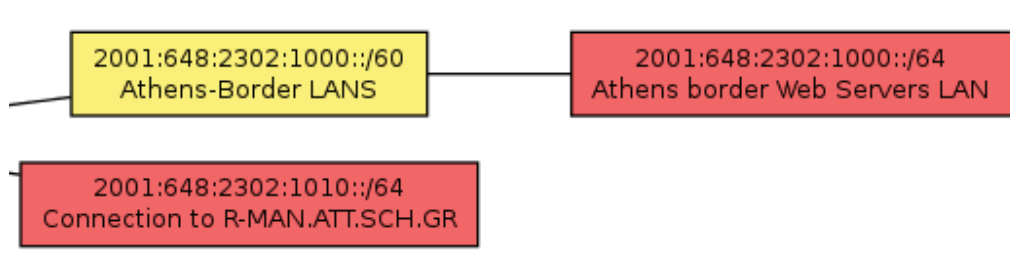 2001:648:2302:1000::/60
Athens-Border LANS
2001:648:2302:1000::/64
Athens border Web Servers LAN
2001:648:2302:1010::/64
Connection to R-MAN.ATT.SCH.GR